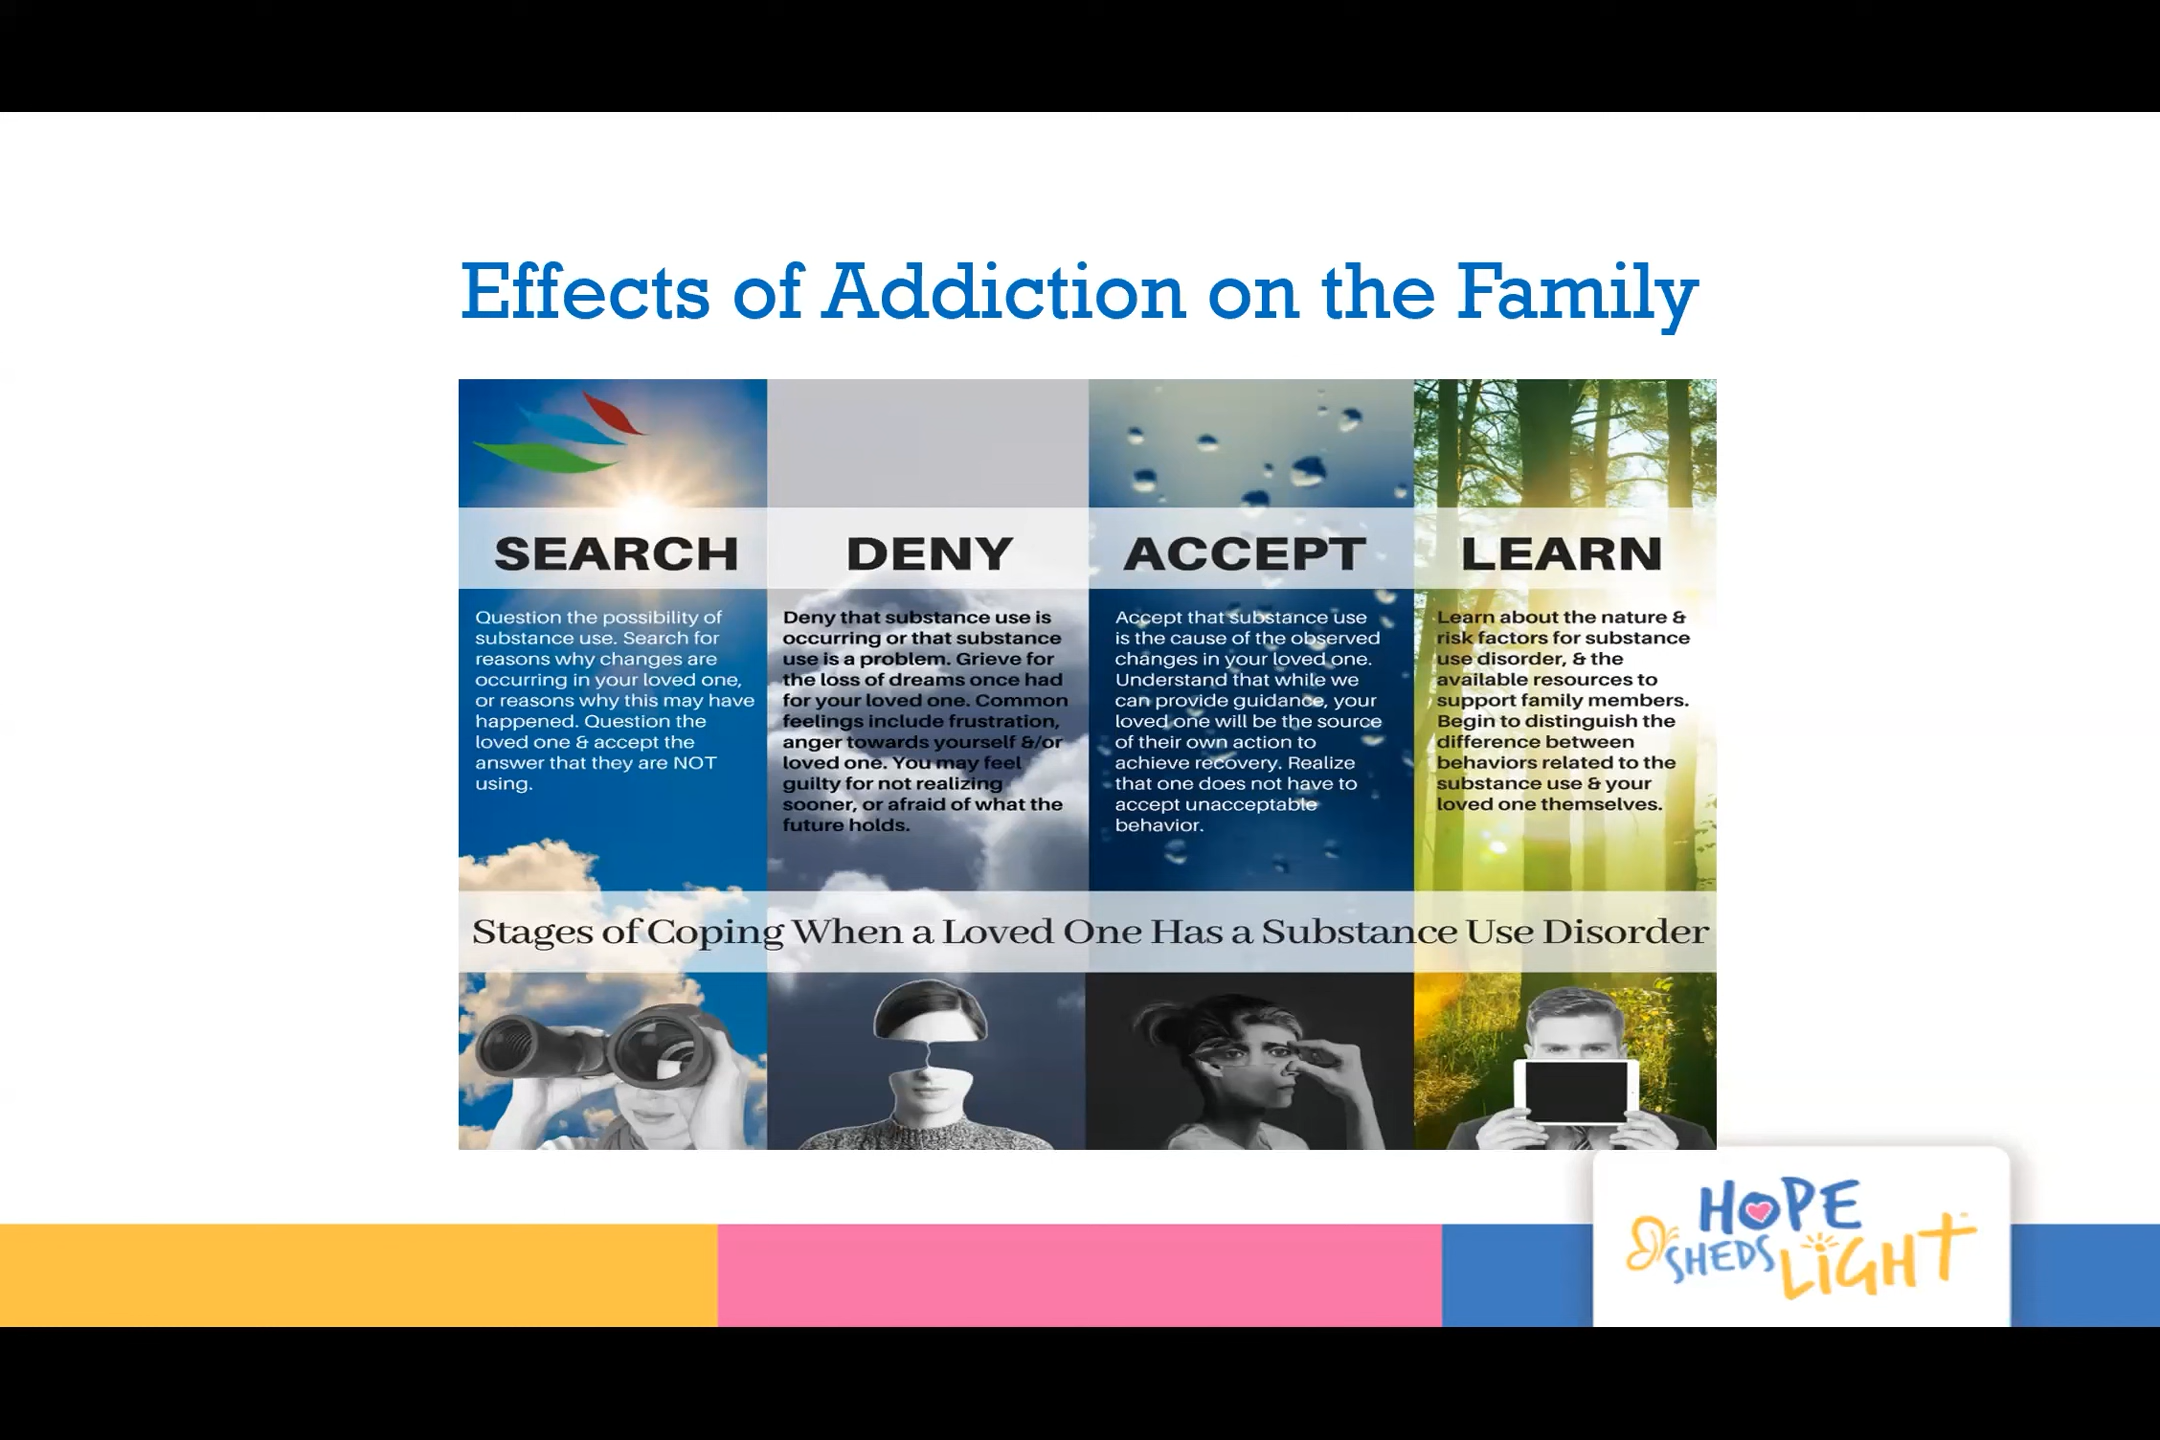 Effects of Addiction on the Family
SEARCH
Question the possibility of
substance use. Search for
reasons why changes are
occurring in your loved one,
or reasons why this may have
happened. Question the
loved one & accept the
answer that they are NOT
using.
DENY
Deny that substance use is
occurring or that substance
use is a problem. Grieve for
the loss of dreams once had
for your loved one. Common
feelings include frustration,
anger towards yourself &/or
loved one. You may feel
guilty for not realizing
sooner, or afraid of what the
future holds.
ACCEPT
Accept that substance use
is the cause of the observed
changes in your loved one.
Understand that while we
can provide guidance, your
loved one will be the source
of their own action to
achieve recovery. Realize
that one does not have to
accept unacceptable
behavior.
LEARN
Learn about the nature &
risk factors for substance
use disorder, & the
available resources to
support family members.
Begin to distinguish the
difference between
behaviors related to the
substance use & your
loved one themselves.
Stages of Coping When a Loved One Has a Substance Use Disorder
HOPE
SHEDS LIGHT